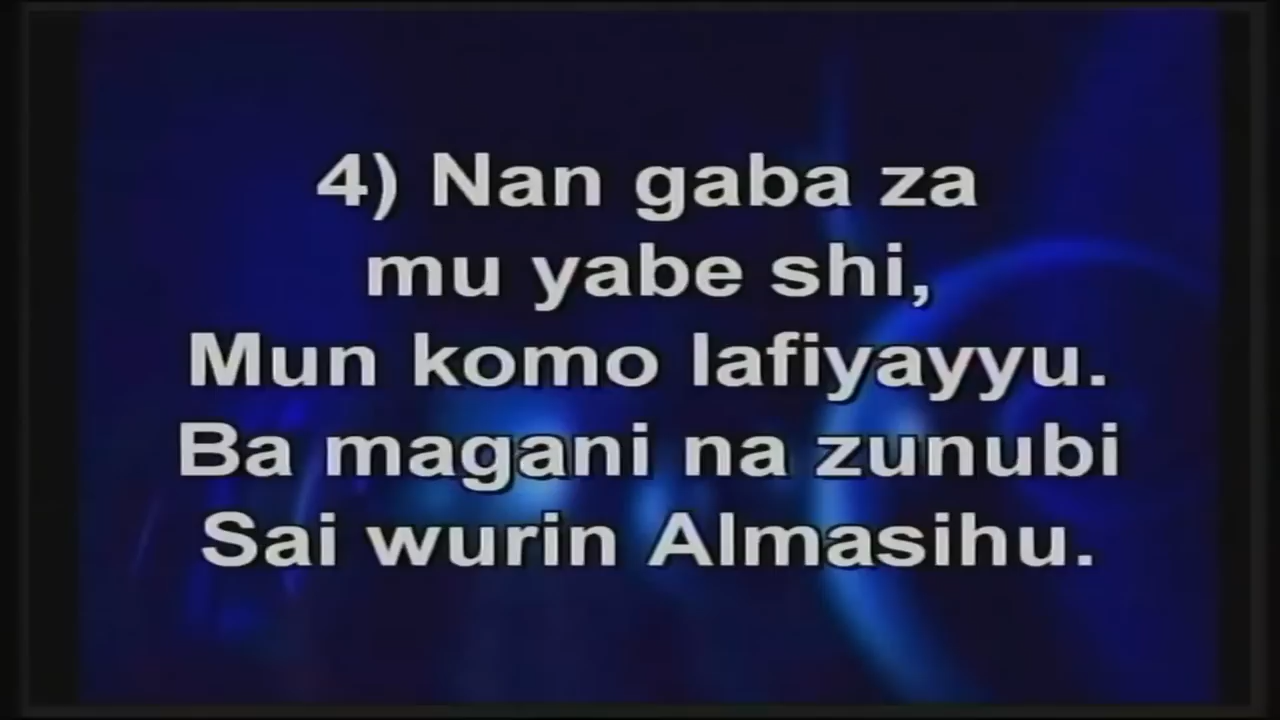 4) Nan gaba za
mu yabe shi,
Mun komo lafiyayyu.
Ba magani na zunubi
Sai wurin Almasihu.